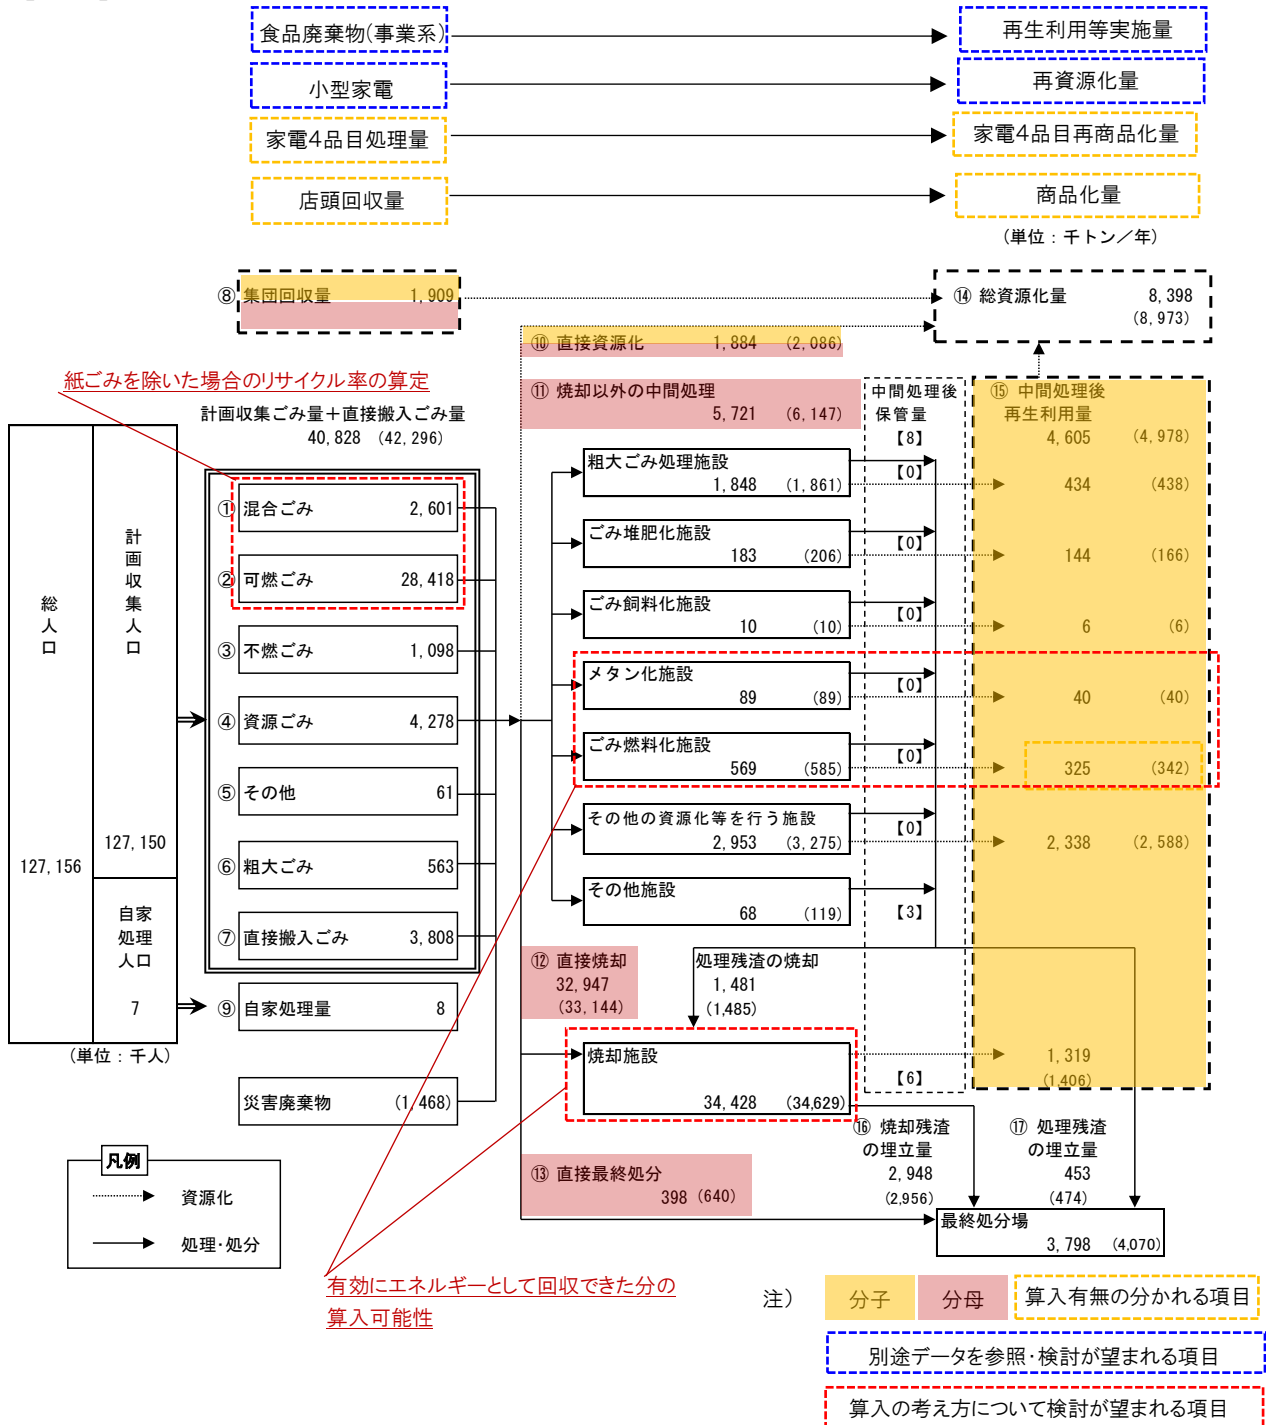 食品廃棄物(事業系)
再生利用等実施量
小型家電
再資源化量
家電4品目処理量
家電4品目再商品化量
店頭回収量
商品化量
(単位：千トン／年)
⑧ 集団回収量 1,909
⑭ 総資源化量 8,398
(8,973)
⑩ 直接資源化 1,884 (2,086)
紙ごみを除いた場合のリサイクル率の算定
⑪ 焼却以外の中間処理
5,721 (6,147)
中間処理後
保管量
【8】
⑮ 中間処理後
再生利用量
4,605 (4,978)
計画収集ごみ量＋直接搬入ごみ量
40,828 (42,296)
総人口
127,156
計画収集人口
127,150
自家
処理
人口
7
(単位：千人)
① 混合ごみ 2,601
② 可燃ごみ 28,418
③ 不燃ごみ 1,098
④ 資源ごみ 4,278
⑤ その他 61
⑥ 粗大ごみ 563
⑦ 直接搬入ごみ 3,808
⑨ 自家処理量 8
災害廃棄物 (1,468)
粗大ごみ処理施設
1,848 (1,861)
【0】
434 (438)
ごみ堆肥化施設
183 (206)
【0】
144 (166)
ごみ飼料化施設
10 (10)
【0】
6 (6)
メタン化施設
89 (89)
【0】
40 (40)
ごみ燃料化施設
569 (585)
【0】
325 (342)
その他の資源化等を行う施設
2,953 (3,275)
【0】
2,338 (2,588)
その他施設
68 (119)
【3】
⑫ 直接焼却
32,947
(33,144)
処理残渣の焼却
1,481
(1,485)
焼却施設
34,428 (34,629)
【6】
1,319
(1,406)
⑯ 焼却残渣
の埋立量
2,948
(2,956)
⑰ 処理残渣
の埋立量
453
(474)
⑬ 直接最終処分
398 (640)
最終処分場
3,798 (4,070)
凡例
資源化
処理・処分
有効にエネルギーとして回収できた分の
算入可能性
注） 分子 分母 算入有無の分かれる項目
別途データを参照・検討が望まれる項目
算入の考え方について検討が望まれる項目